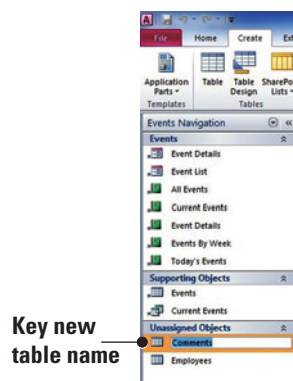 A
File Home Create Ext
Application Parts Table Table Design SharePo Lists
Templates Tables
Events Navigation
Events
Event Details
Event List
All Events
Current Events
Event Details
Events By Week
Today's Events
Supporting Objects
Events
Current Events
Unassigned Objects
Key new table name
Comments
Employees